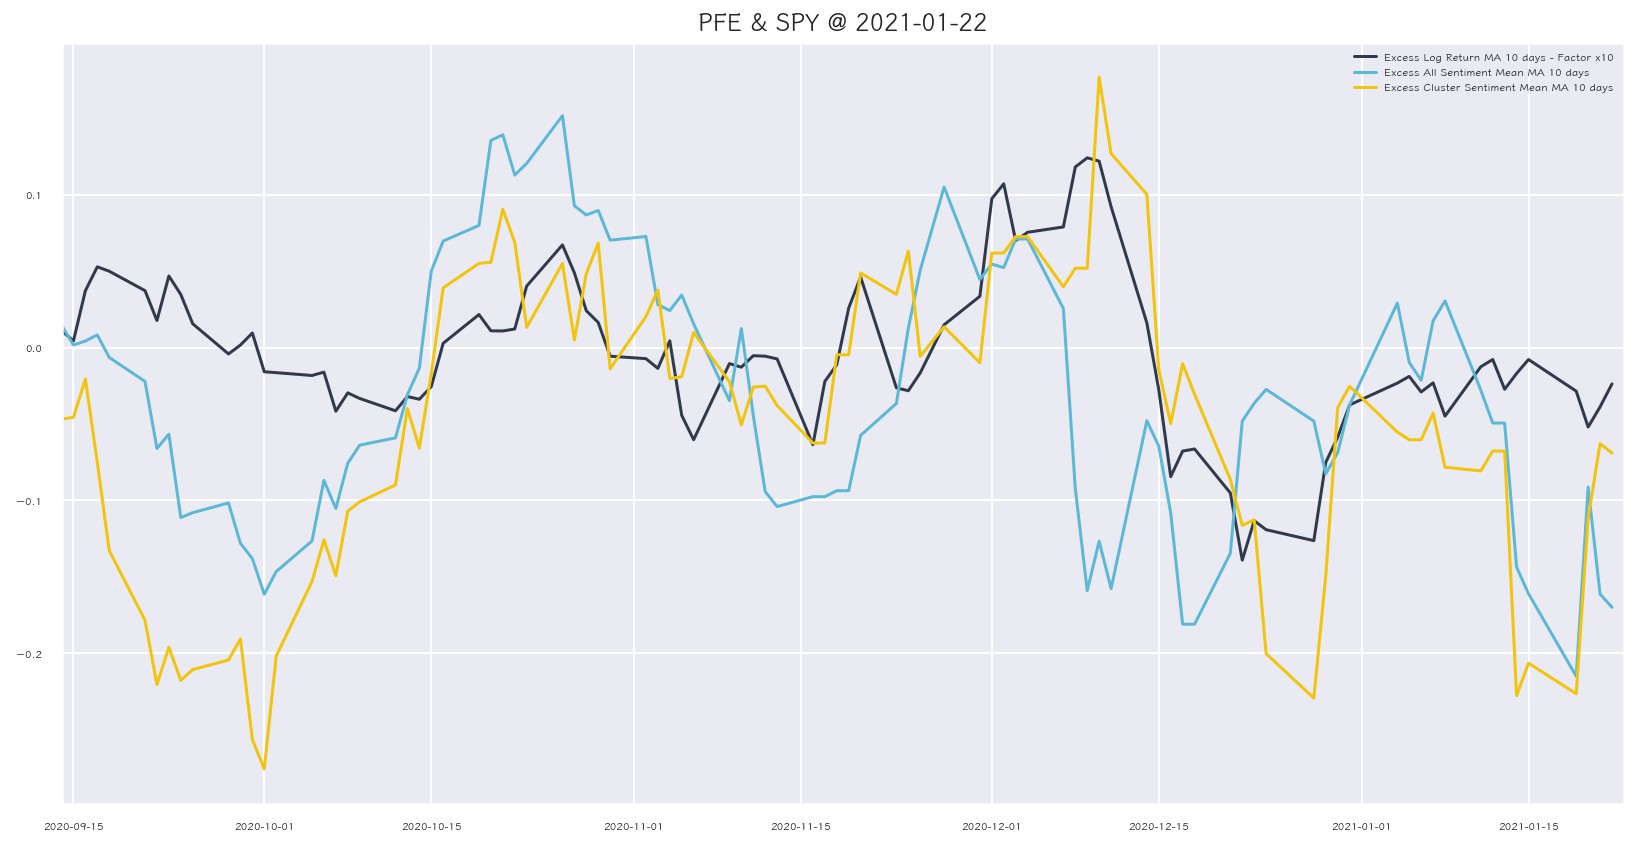 PFE & SPY @ 2021-01-22
Excess Log Return MA 10 days - Factor x10
Excess All Sentiment Mean MA 10 days
Excess Cluster Sentiment Mean MA 10 days
0.1
0.0
−0.1
−0.2
2020-09-15 2020-10-01 2020-10-15 2020-11-01 2020-11-15 2020-12-01 2020-12-15 2021-01-01 2021-01-15